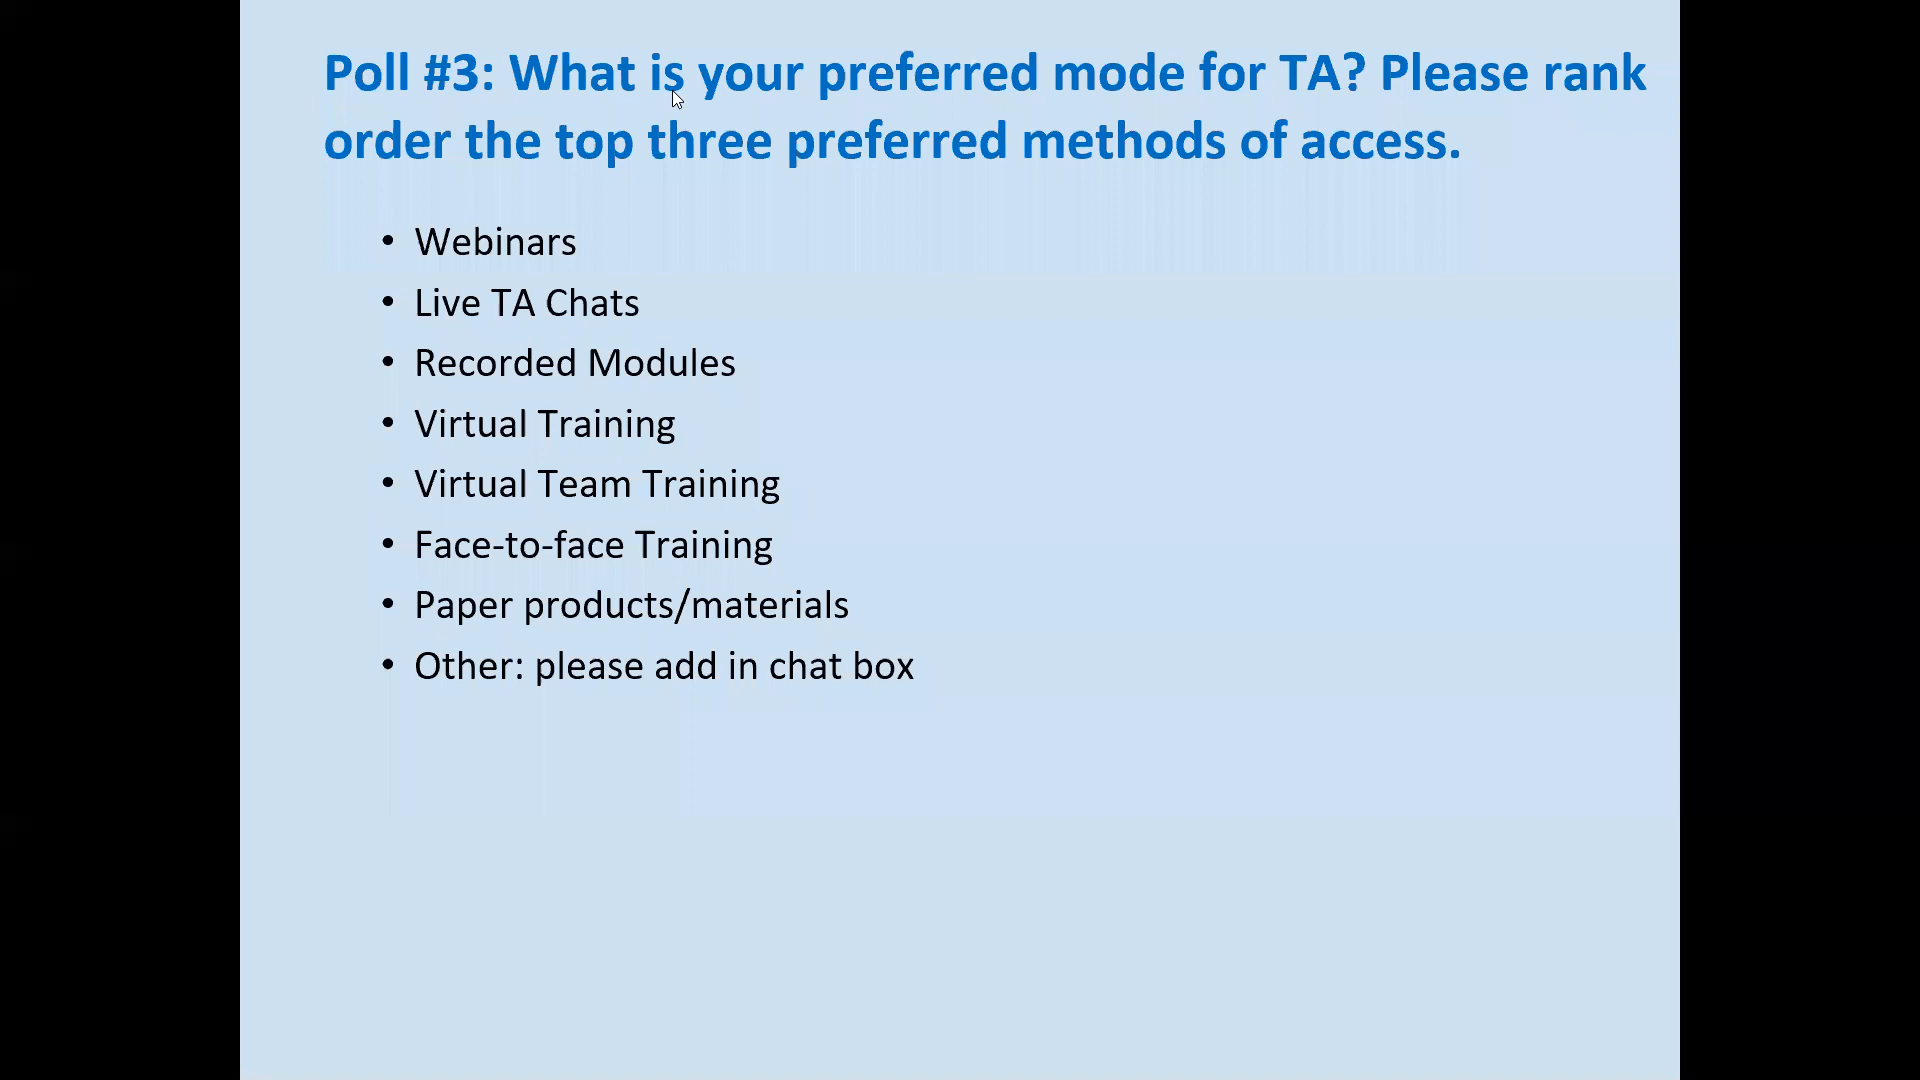 Poll #3: What is your preferred mode for TA? Please rank
order the top three preferred methods of access.
• Webinars
• Live TA Chats
• Recorded Modules
• Virtual Training
• Virtual Team Training
• Face-to-face Training
• Paper products/materials
• Other: please add in chat box